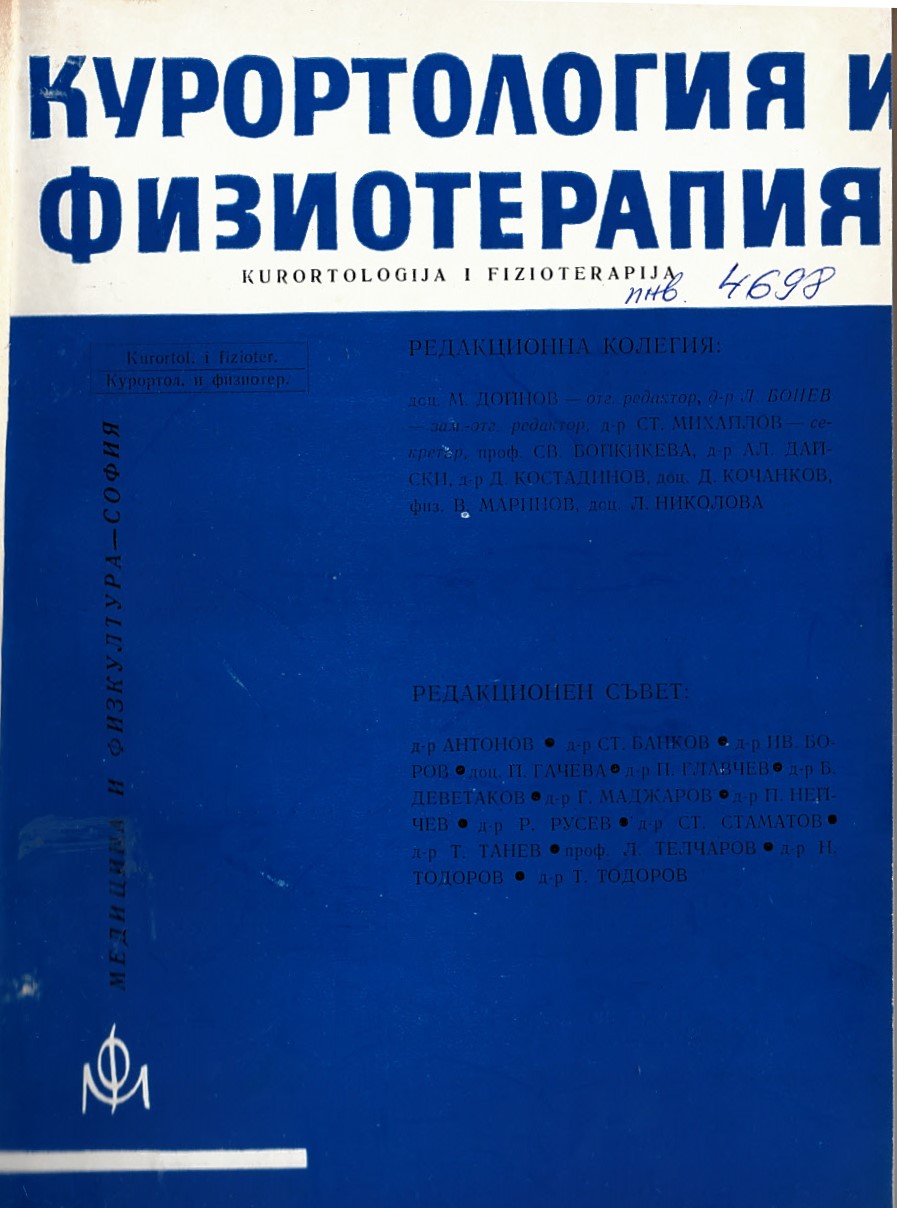 КУРОРТОЛОГИЯ И
ФИЗИОТЕРАПИЯ
KURORTOLOGIJA I FIZIOTERAPIJA
инв. 4698
Kurortol. i fizioter.
Курортол. и физиотер.
РЕДАКЦИОННА КОЛЕГИЯ:
доц. М. ДОЙНОВ — отг. редактор, д-р Л. БОНЕВ
— зам.-отг. редактор, д-р СТ. МИХАЙЛОВ — се-
кретар, проф. СВ. БОЙКИКЕВА, д-р АЛ. ДАЙ-
СКИ, д-р Д. КОСТАДИНОВ, доц. Д. КОЧАНКОВ,
физ. В. МАРИНОВ, доц. Л. НИКОЛОВА
РЕДАКЦИОНЕН СЪВЕТ:
д-р АНТОНОВ ● д-р СТ. БАНКОВ ● д-р ИВ. БО-
РОВ ● доц. Й. ГАЧЕВА ● д-р П. ГЛАВЧЕВ ● д-р Б.
ДЕВЕТАКОВ ● д-р Г. МАДЖАРОВ ● д-р П. НЕЙ-
ЧЕВ ● д-р Р. РУСЕВ ● д-р СТ. СТАМАТОВ ●
д-р Т. ТАНЕВ ● проф. Л. ТЕЛЧАРОВ ● д-р Н.
ТОДОРОВ ● д-р Т. ТОДОРОВ
МЕДИЦИНА И ФИЗКУЛТУРА—СОФИЯ